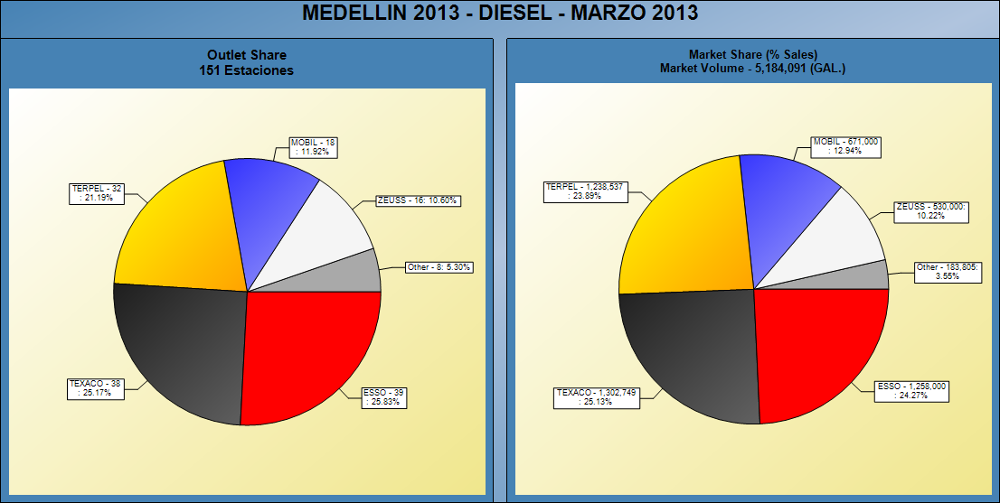 MEDELLIN 2013 - DIESEL - MARZO 2013
Outlet Share
151 Estaciones
MOBIL - 18
: 11.92%
TERPEL - 32
: 21.19%
ZEUSS - 16: 10.60%
Other - 8: 5.30%
TEXACO - 38
: 25.17%
ESSO - 39
: 25.83%
Market Share (% Sales)
Market Volume - 5,184,091 (GAL.)
MOBIL - 671,000
: 12.94%
TERPEL - 1,238,537
: 23.89%
ZEUSS - 530,000:
10.22%
Other - 183,805:
3.55%
TEXACO - 1,302,749
: 25.13%
ESSO - 1,258,000
: 24.27%